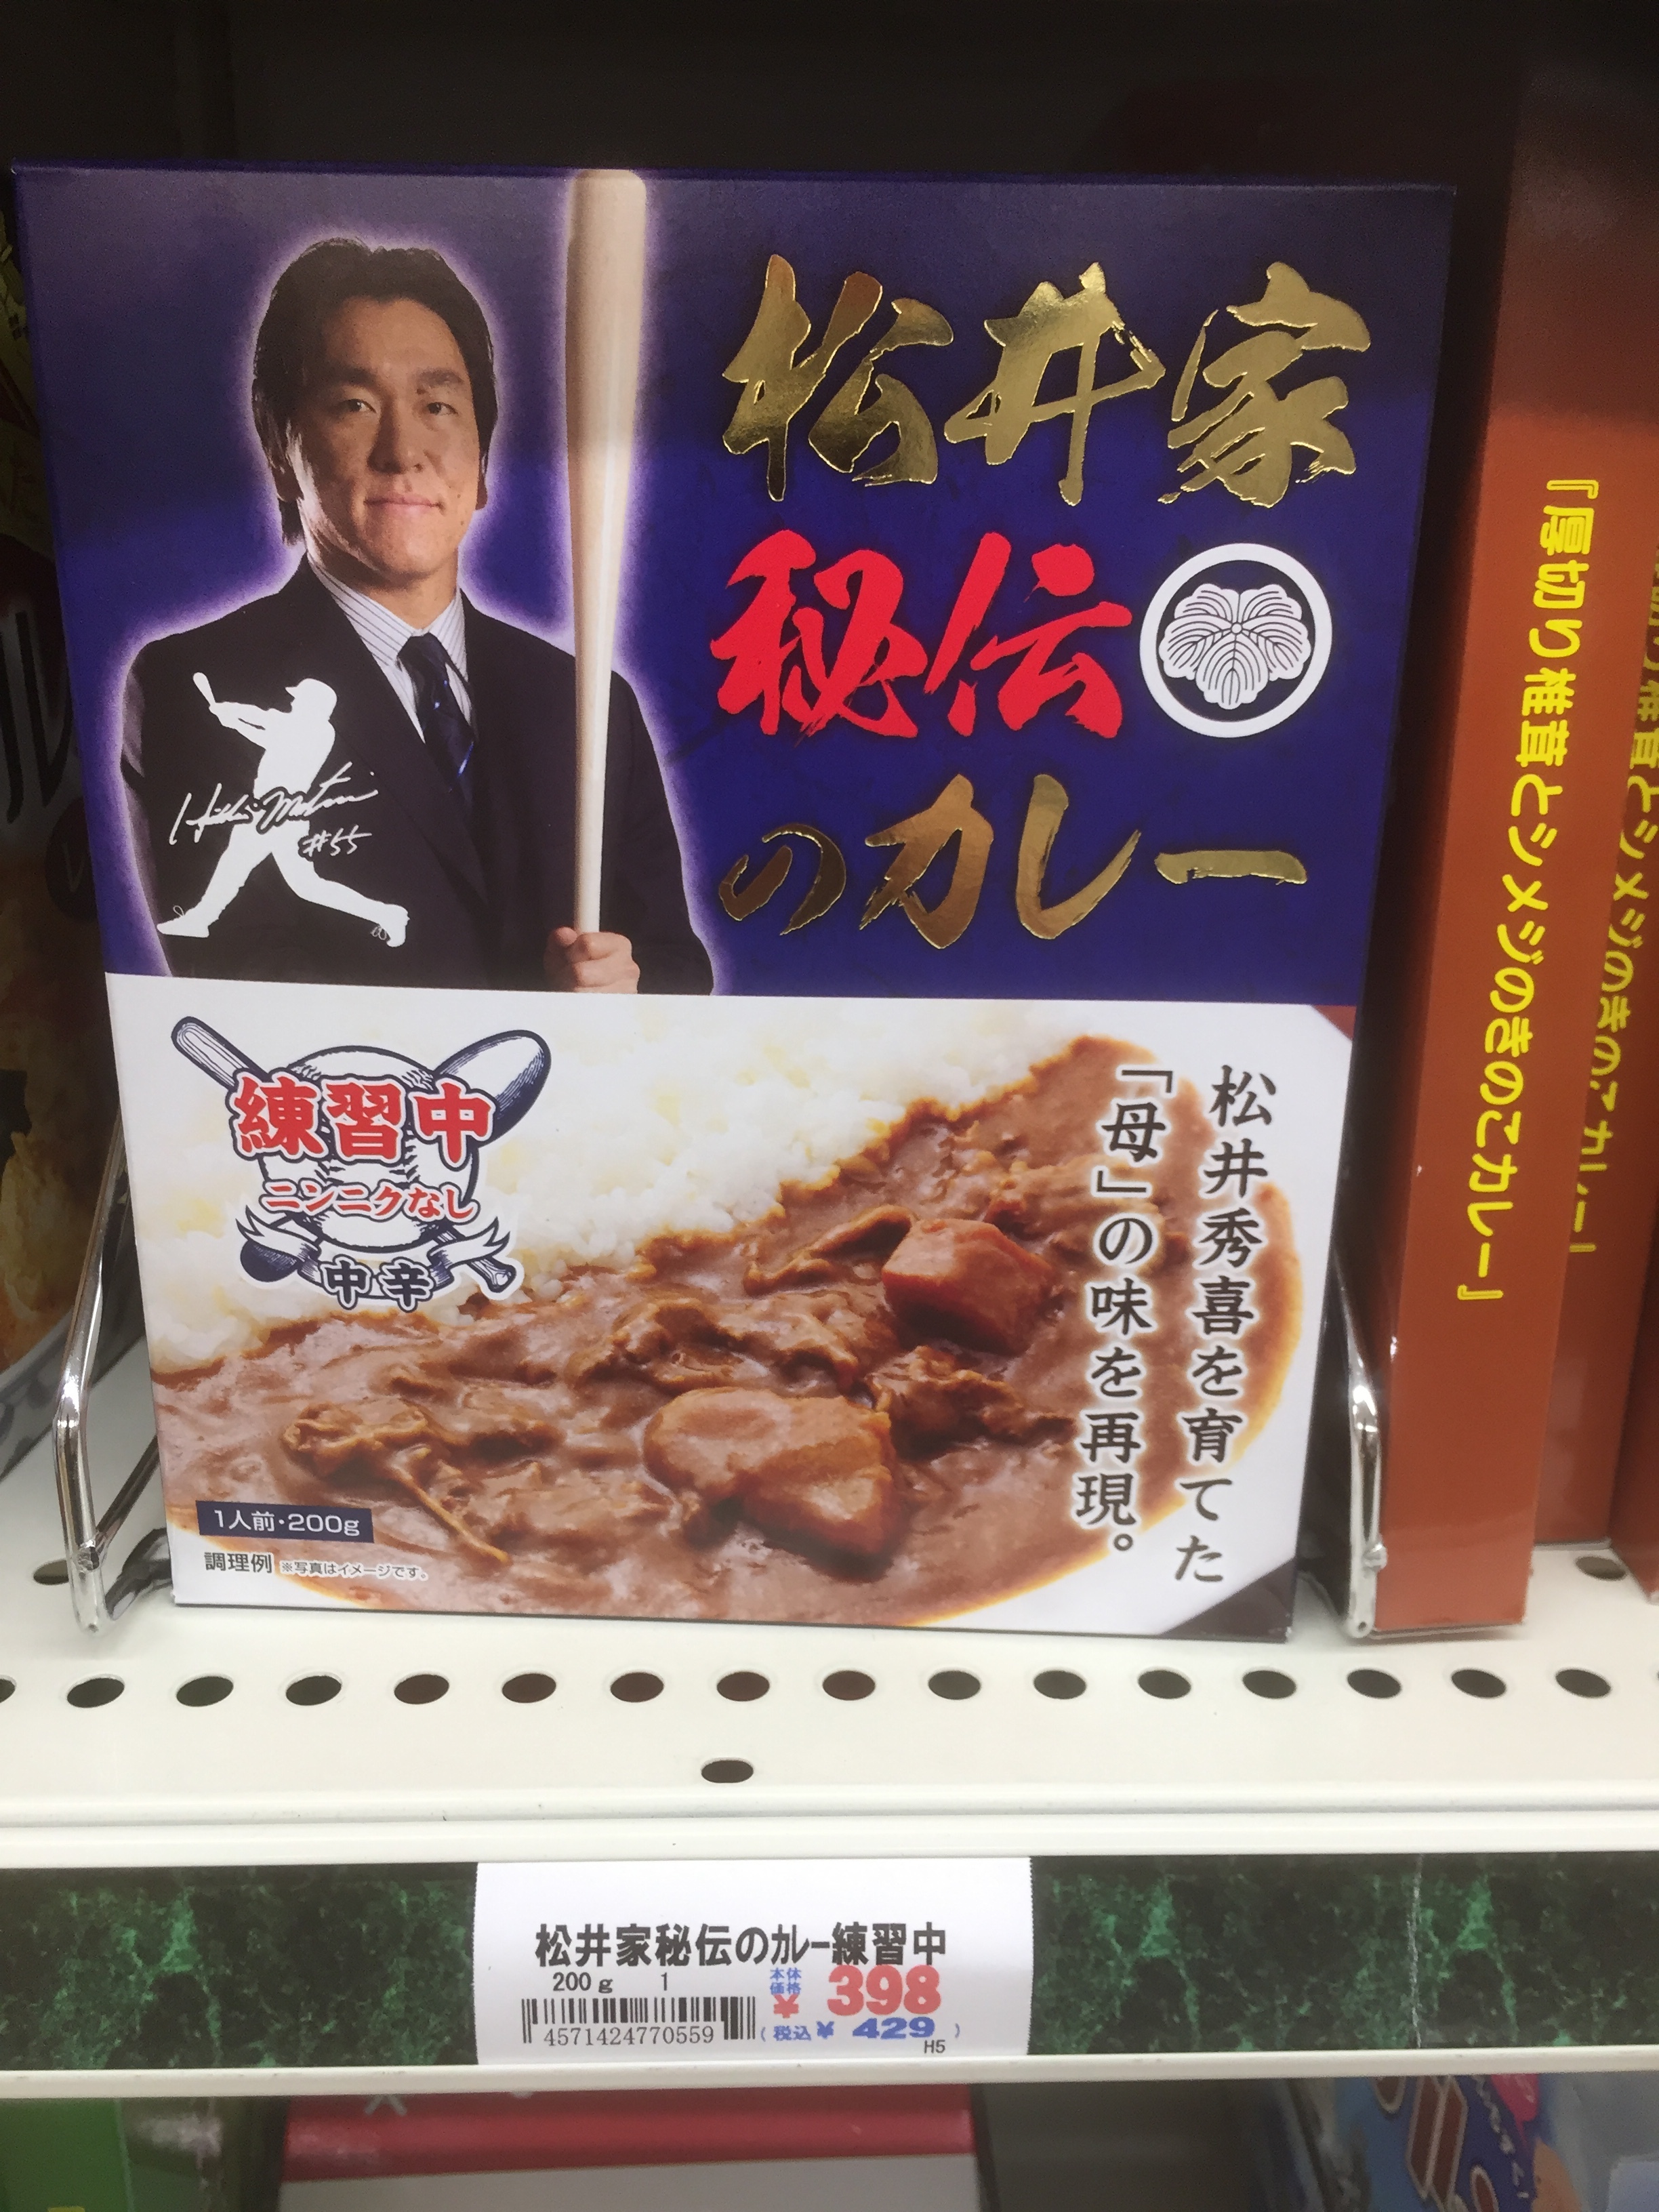 松井家
秘伝
のカレー
Hideki Matsui
#55
練習中
ニンニクなし
中辛
松井秀喜を育てた
「母」の味を再現。
1人前・200g
調理例 ※写真はイメージです。
『厚切り椎茸とシメジのきのこカレー』
松井家秘伝のカレー練習中
200g 1
本体価格 ¥ 398
4571424770559
(税込¥ 429)
H5